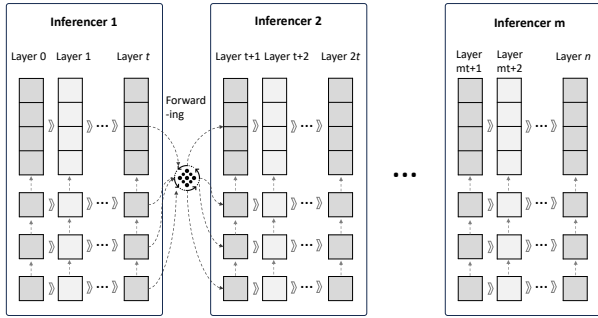 Inferencer 1
Layer 0 Layer 1 Layer t
Forward
-ing
Inferencer 2
Layer t+1 Layer t+2 Layer 2t
Inferencer m
Layer
mt+1
Layer
mt+2
Layer n